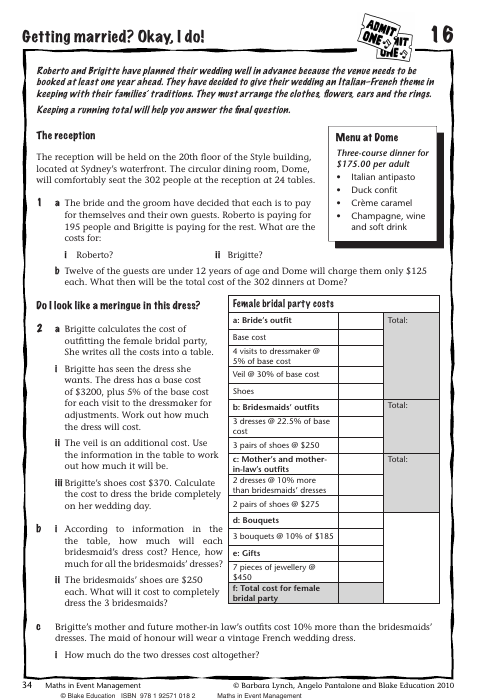 Getting married? Okay, I do!
ADMIT
ONE
MIT
ONE
16
Roberto and Brigitte have planned their wedding well in advance because the venue needs to be
booked at least one year ahead. They have decided to give their wedding an Italian–French theme in
keeping with their families' traditions. They must arrange the clothes, flowers, cars and the rings.
Keeping a running total will help you answer the final question.
The reception
The reception will be held on the 20th floor of the Style building,
located at Sydney's waterfront. The circular dining room, Dome,
will comfortably seat the 302 people at the reception at 24 tables.
1 a The bride and the groom have decided that each is to pay
for themselves and their own guests. Roberto is paying for
195 people and Brigitte is paying for the rest. What are the
costs for:
i Roberto? ii Brigitte?
Menu at Dome
Three-course dinner for
$175.00 per adult
• Italian antipasto
• Duck confit
• Crème caramel
• Champagne, wine
and soft drink
b Twelve of the guests are under 12 years of age and Dome will charge them only $125
each. What then will be the total cost of the 302 dinners at Dome?
Do I look like a meringue in this dress?
2 a Brigitte calculates the cost of
outfitting the female bridal party,
She writes all the costs into a table.
i Brigitte has seen the dress she
wants. The dress has a base cost
of $3200, plus 5% of the base cost
for each visit to the dressmaker for
adjustments. Work out how much
the dress will cost.
ii The veil is an additional cost. Use
the information in the table to work
out how much it will be.
iii Brigitte's shoes cost $370. Calculate
the cost to dress the bride completely
on her wedding day.
b i According to information in the
the table, how much will each
bridesmaid's dress cost? Hence, how
much for all the bridesmaids' dresses?
ii The bridesmaids' shoes are $250
each. What will it cost to completely
dress the 3 bridesmaids?
Female bridal party costs
a: Bride's outfit
Total:
Base cost
4 visits to dressmaker @
5% of base cost
Veil @ 30% of base cost
Shoes
b: Bridesmaids' outfits
Total:
3 dresses @ 22.5% of base
cost
3 pairs of shoes @ $250
c: Mother's and mother-
in-law's outfits
Total:
2 dresses @ 10% more
than bridesmaids' dresses
2 pairs of shoes @ $275
d: Bouquets
3 bouquets @ 10% of $185
e: Gifts
7 pieces of jewellery @
$450
f: Total cost for female
bridal party
c Brigitte's mother and future mother-in law's outfits cost 10% more than the bridesmaids'
dresses. The maid of honour will wear a vintage French wedding dress.
i How much do the two dresses cost altogether?
34 Maths in Event Management © Barbara Lynch, Angelo Pantalone and Blake Education 2010
© Blake Education ISBN 978 1 92571 018 2 Maths in Event Management